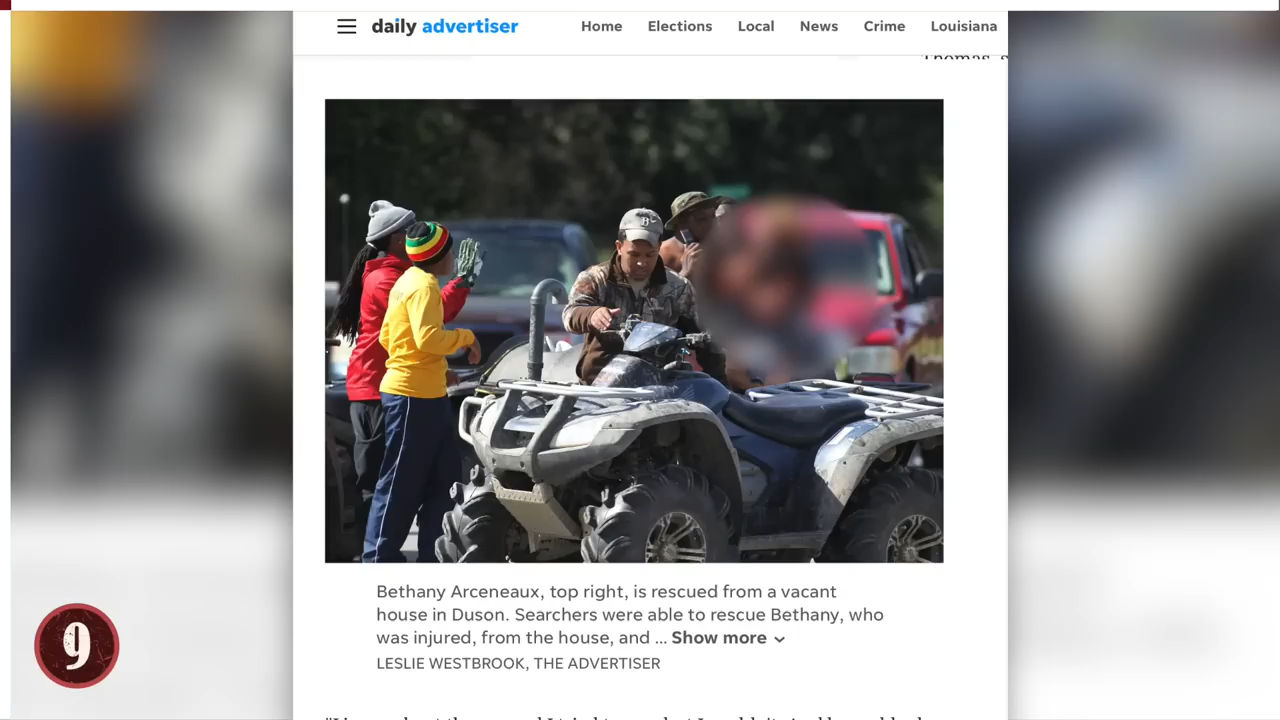 daily advertiser
Home Elections Local News Crime Louisiana
B
Bethany Arceneaux, top right, is rescued from a vacant
house in Duson. Searchers were able to rescue Bethany, who
was injured, from the house, and ... Show more
LESLIE WESTBROOK, THE ADVERTISER
9